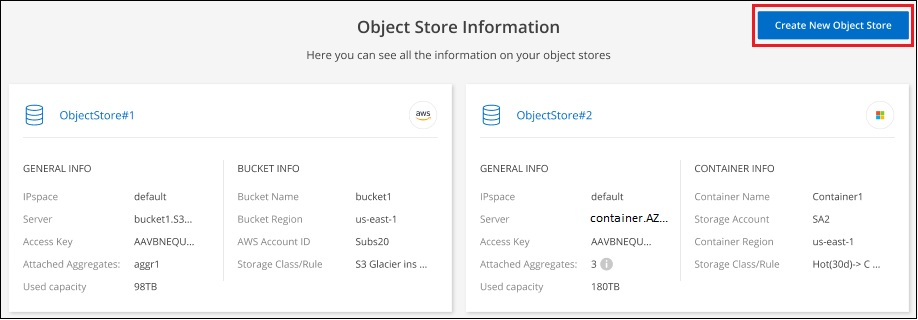 Object Store Information
Create New Object Store
Here you can see all the information on your object stores
ObjectStore#1
aws
GENERAL INFO
IPspace default
Server bucket1.S3...
Access Key AAVBNEQU...
Attached Aggregates: aggr1
Used capacity 98TB
BUCKET INFO
Bucket Name bucket1
Bucket Region us-east-1
AWS Account ID Subs20
Storage Class/Rule S3 Glacier ins ...
ObjectStore#2
GENERAL INFO
IPspace default
Server container.AZ...
Access Key AAVBNEQU...
Attached Aggregates: 3 i
Used capacity 180TB
CONTAINER INFO
Container Name Container1
Storage Account SA2
Container Region us-east-1
Storage Class/Rule Hot(30d)-> C ...